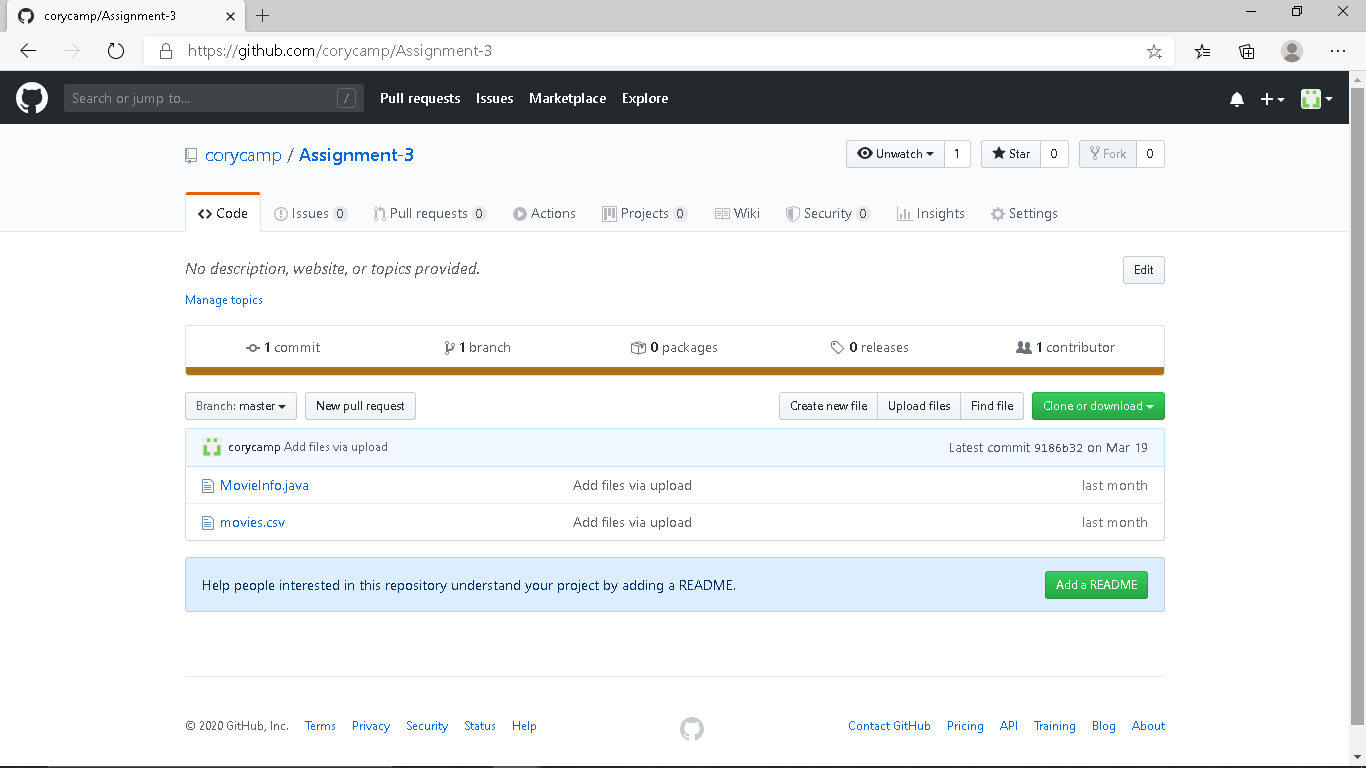 corycamp/Assignment-3
https://github.com/corycamp/Assignment-3
Search or jump to... / Pull requests Issues Marketplace Explore
corycamp / Assignment-3 Unwatch 1 Star 0 Fork 0
Code Issues 0 Pull requests 0 Actions Projects 0 Wiki Security 0 Insights Settings
No description, website, or topics provided. Edit
Manage topics
1 commit 1 branch 0 packages 0 releases 1 contributor
Branch: master New pull request Create new file Upload files Find file Clone or download
corycamp Add files via upload Latest commit 9186b32 on Mar 19
MovieInfo.java Add files via upload last month
movies.csv Add files via upload last month
Help people interested in this repository understand your project by adding a README. Add a README
© 2020 GitHub, Inc. Terms Privacy Security Status Help Contact GitHub Pricing API Training Blog About